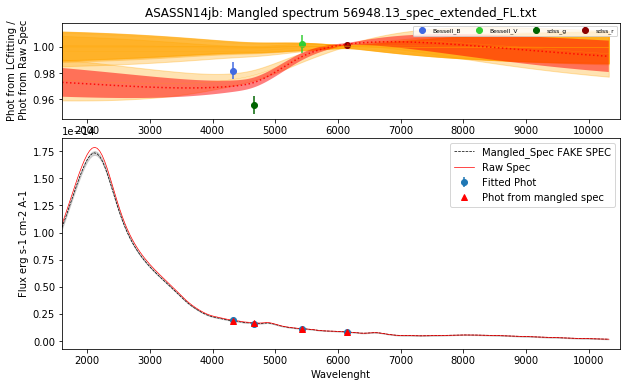 ASASSN14jb: Mangled spectrum 56948.13_spec_extended_FL.txt
Phot from LCfitting /
Phot from Raw Spec
1.00
0.98
0.96
Bessell_B
Bessell_V
sdss_g
sdss_r
2000 3000 4000 5000 6000 7000 8000 9000 10000
1e−14
Flux erg s-1 cm-2 A-1
1.75
1.50
1.25
1.00
0.75
0.50
0.25
0.00
Mangled_Spec FAKE SPEC
Raw Spec
Fitted Phot
Phot from mangled spec
2000 3000 4000 5000 6000 7000 8000 9000 10000
Wavelenght